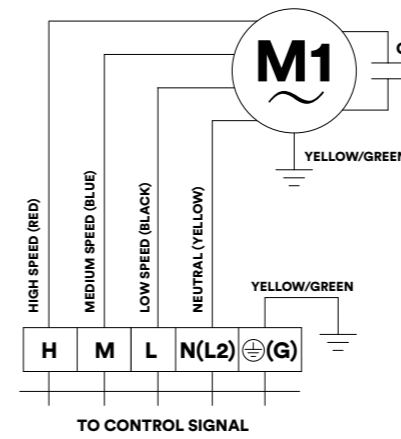 M1
YELLOW/GREEN
HIGH SPEED (RED)
MEDIUM SPEED (BLUE)
LOW SPEED (BLACK)
NEUTRAL (YELLOW)
YELLOW/GREEN
H M L N(L2) (G)
TO CONTROL SIGNAL